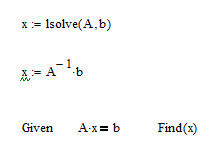 x := lsolve(A,b)
x := A⁻¹·b
Given A·x = b Find(x)